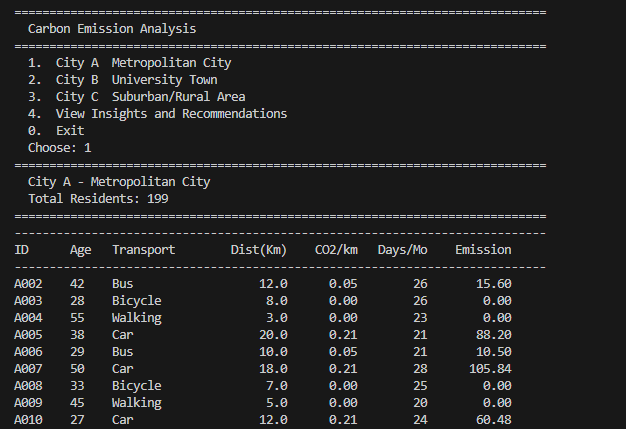 ============================================================================
Carbon Emission Analysis
============================================================================
1. City A Metropolitan City
2. City B University Town
3. City C Suburban/Rural Area
4. View Insights and Recommendations
0. Exit
Choose: 1
============================================================================
City A - Metropolitan City
Total Residents: 199
============================================================================
----------------------------------------------------------------------------
ID Age Transport Dist(Km) CO2/km Days/Mo Emission
----------------------------------------------------------------------------
A002 42 Bus 12.0 0.05 26 15.60
A003 28 Bicycle 8.0 0.00 26 0.00
A004 55 Walking 3.0 0.00 23 0.00
A005 38 Car 20.0 0.21 21 88.20
A006 29 Bus 10.0 0.05 21 10.50
A007 50 Car 18.0 0.21 28 105.84
A008 33 Bicycle 7.0 0.00 25 0.00
A009 45 Walking 5.0 0.00 20 0.00
A010 27 Car 12.0 0.21 24 60.48